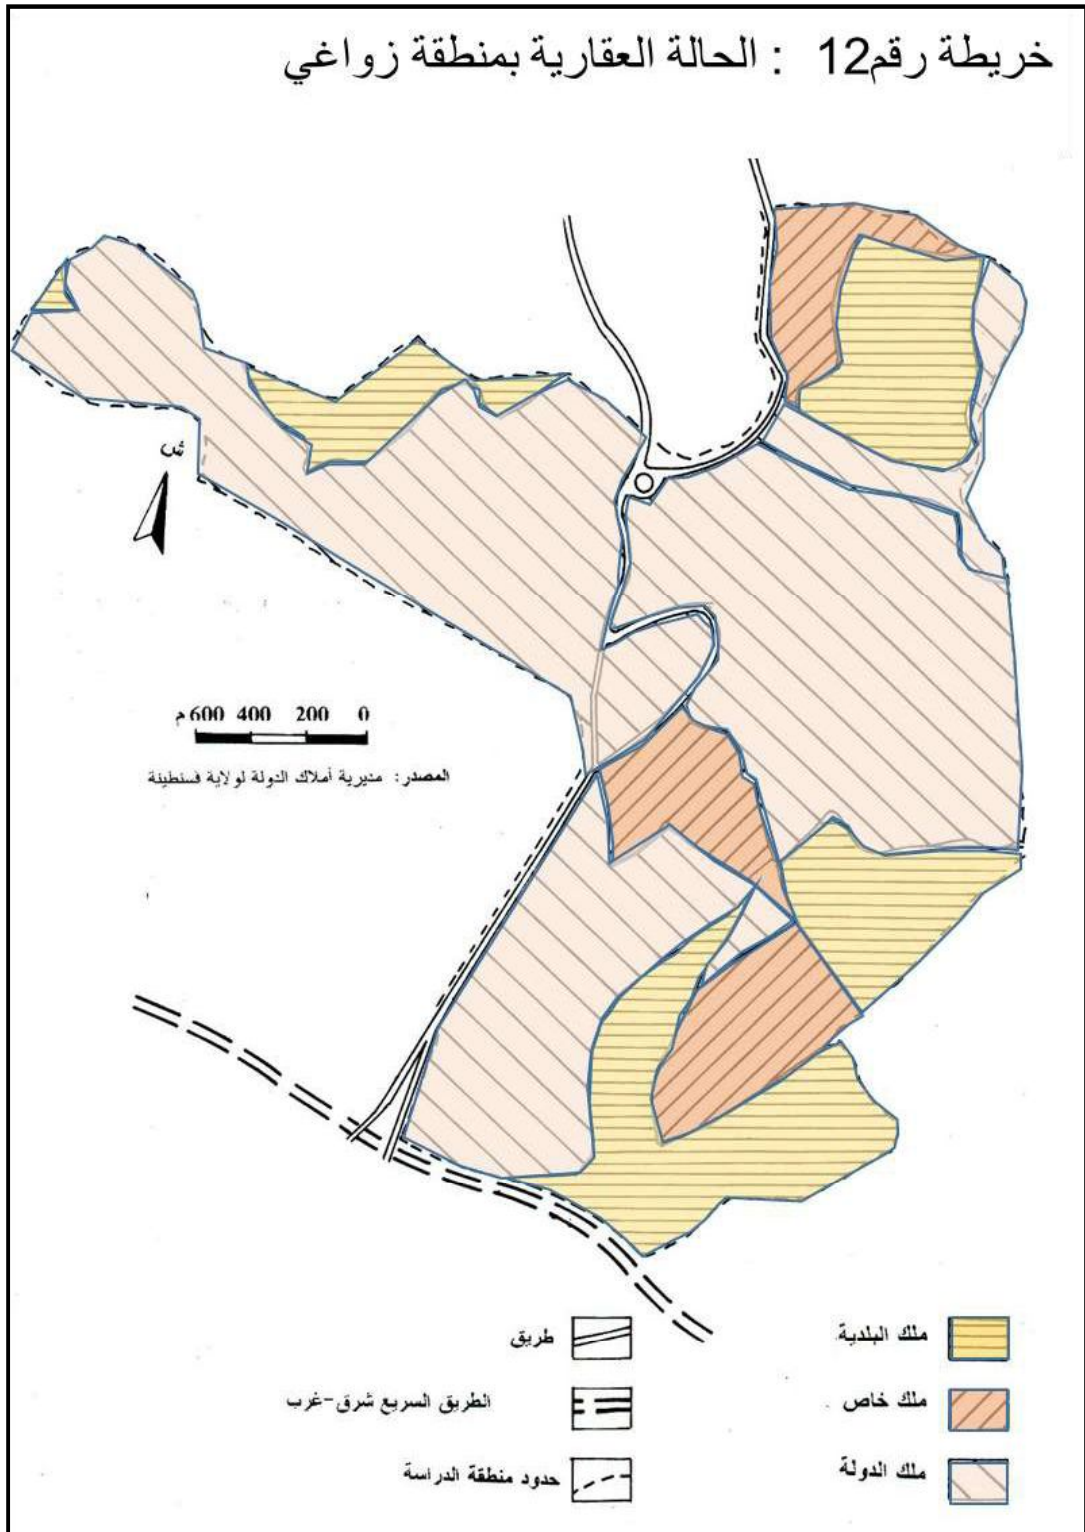 خريطة رقم12 : الحالة العقارية بمنطقة زواغي
ش
0 200 400 600 م
المصدر: مديرية أملاك الدولة لولاية قسنطينة
ملك البلدية
طريق
ملك خاص
الطريق السريع شرق-غرب
ملك الدولة
حدود منطقة الدراسة